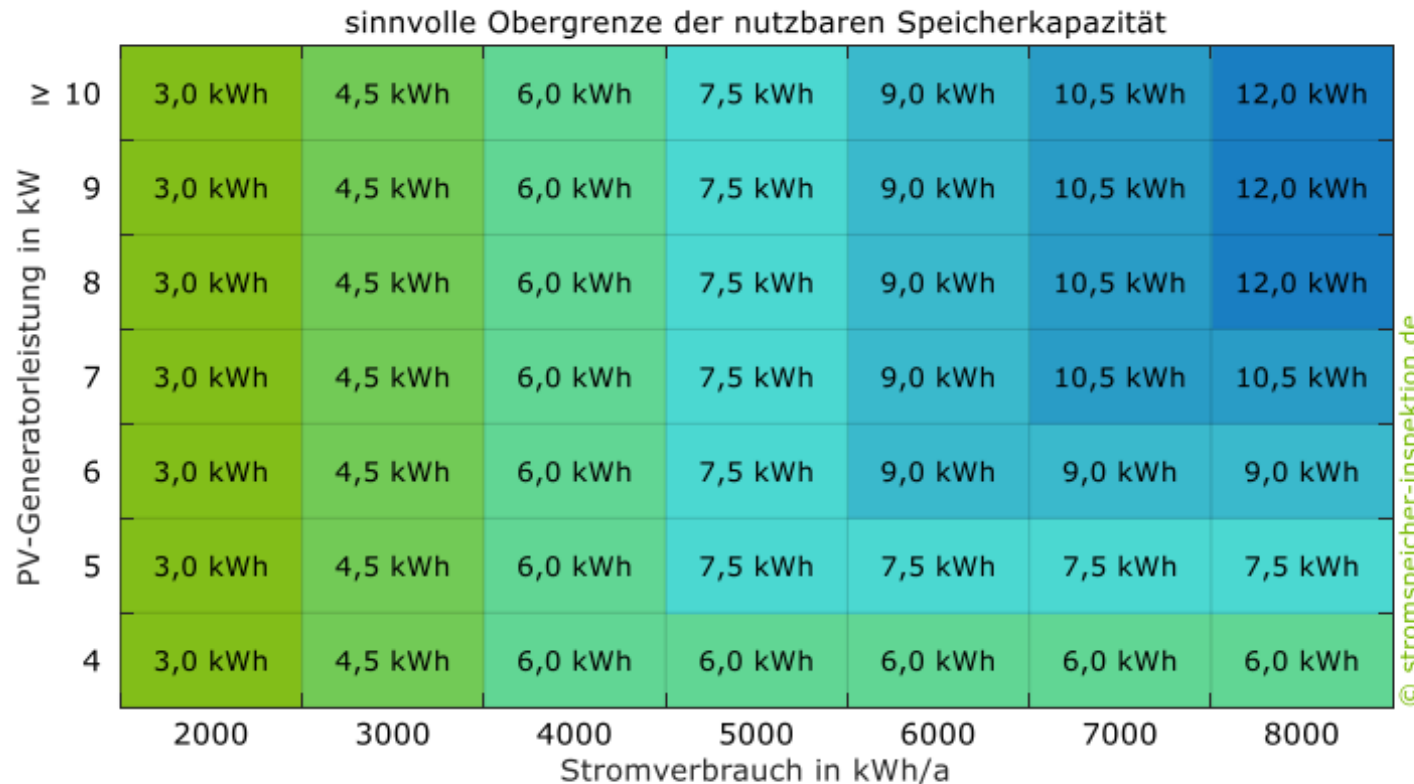 sinnvolle Obergrenze der nutzbaren Speicherkapazität
PV-Generatorleistung in kW
≥ 10 3,0 kWh 4,5 kWh 6,0 kWh 7,5 kWh 9,0 kWh 10,5 kWh 12,0 kWh
9 3,0 kWh 4,5 kWh 6,0 kWh 7,5 kWh 9,0 kWh 10,5 kWh 12,0 kWh
8 3,0 kWh 4,5 kWh 6,0 kWh 7,5 kWh 9,0 kWh 10,5 kWh 12,0 kWh
7 3,0 kWh 4,5 kWh 6,0 kWh 7,5 kWh 9,0 kWh 10,5 kWh 10,5 kWh
6 3,0 kWh 4,5 kWh 6,0 kWh 7,5 kWh 9,0 kWh 9,0 kWh 9,0 kWh
5 3,0 kWh 4,5 kWh 6,0 kWh 7,5 kWh 7,5 kWh 7,5 kWh 7,5 kWh
4 3,0 kWh 4,5 kWh 6,0 kWh 6,0 kWh 6,0 kWh 6,0 kWh 6,0 kWh
2000 3000 4000 5000 6000 7000 8000
Stromverbrauch in kWh/a
© stromspeicher-inspektion.de